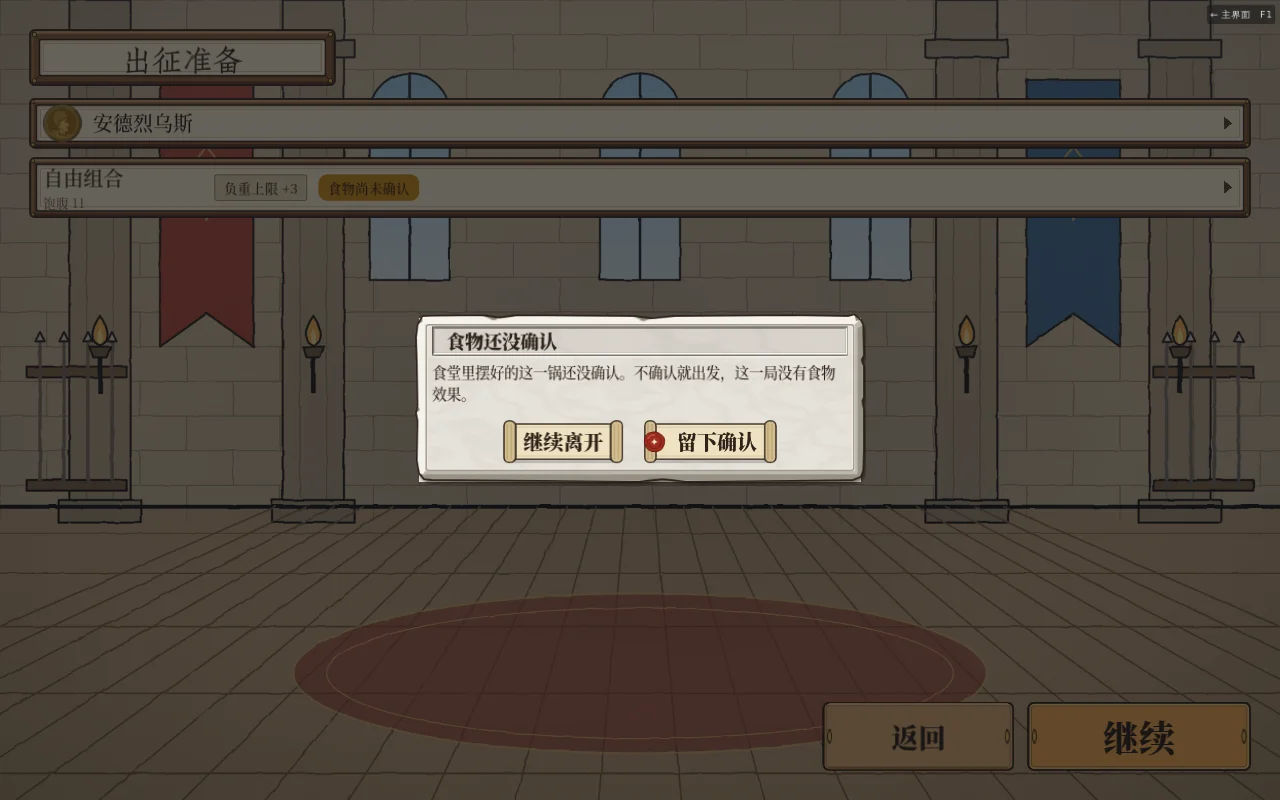 ← 主界面 F1
出征准备
安德烈乌斯
自由组合
负重上限 +3
食物尚未确认
饱腹 11
食物还没确认
食堂里摆好的这一锅还没确认。不确认就出发，这一局没有食物
效果。
继续离开
留下确认
返回
继续